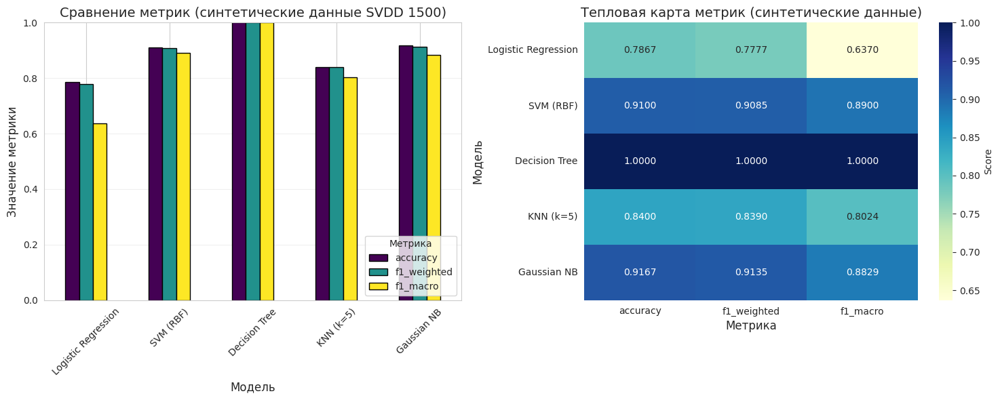 Сравнение метрик (синтетические данные SVDD 1500)
Значение метрики
1.0
0.8
0.6
0.4
0.2
0.0
Метрика
accuracy
f1_weighted
f1_macro
Logistic Regression
SVM (RBF)
Decision Tree
KNN (k=5)
Gaussian NB
Модель
Тепловая карта метрик (синтетические данные)
Модель
Logistic Regression 0.7867 0.7777 0.6370
SVM (RBF) 0.9100 0.9085 0.8900
Decision Tree 1.0000 1.0000 1.0000
KNN (k=5) 0.8400 0.8390 0.8024
Gaussian NB 0.9167 0.9135 0.8829
accuracy f1_weighted f1_macro
Метрика
1.00
0.95
0.90
0.85
0.80
0.75
0.70
0.65
Score